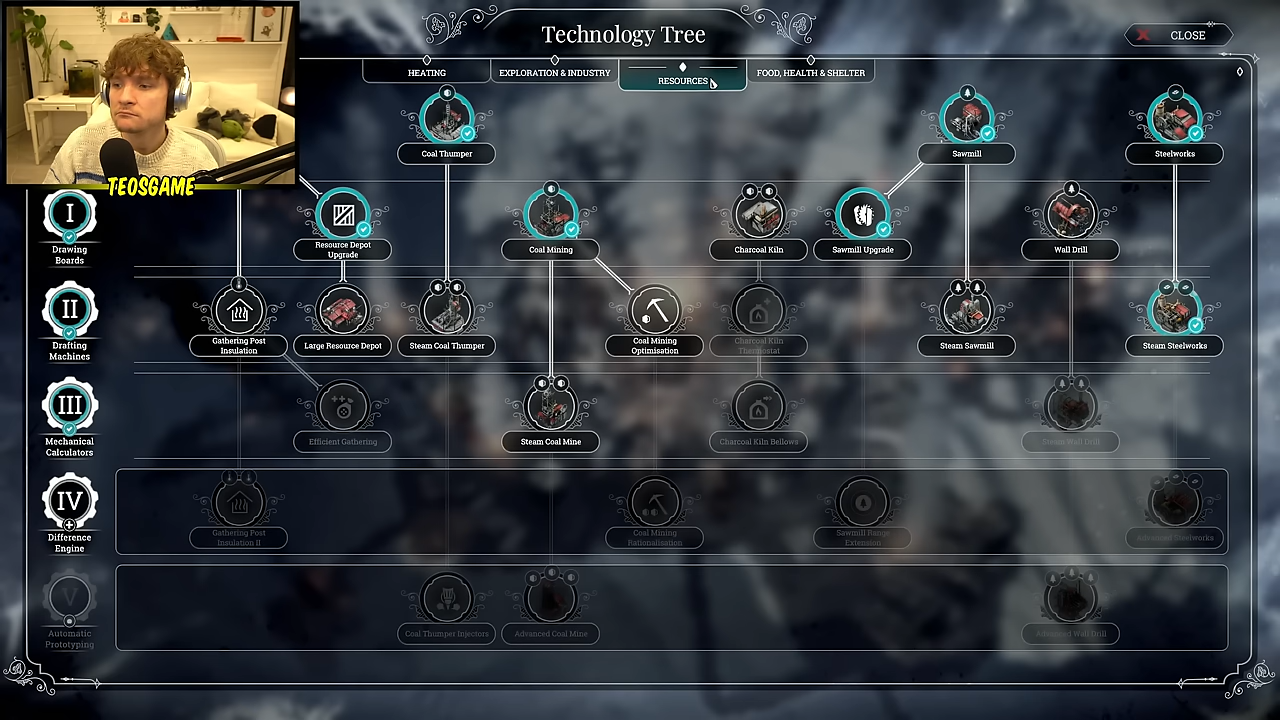 Technology Tree
CLOSE
HEATING
EXPLORATION & INDUSTRY
RESOURCES
FOOD, HEALTH & SHELTER
TEOSGAME
Coal Thumper
Sawmill
Steelworks
I
Drawing
Boards
Resource Depot
Upgrade
Coal Mining
Charcoal Kiln
Sawmill Upgrade
Wall Drill
II
Drafting
Machines
Gathering Post
Insulation
Large Resource Depot
Steam Coal Thumper
Coal Mining
Optimisation
Charcoal Kiln
Thermostat
Steam Sawmill
Steam Steelworks
III
Mechanical
Calculators
Efficient Gathering
Steam Coal Mine
Charcoal Kiln Bellows
Steam Wall Drill
IV
Difference
Engine
Gathering Post
Insulation II
Coal Mining
Rationalisation
Sawmill Range
Extension
Advanced Steelworks
V
Automatic
Prototyping
Coal Thumper Injectors
Advanced Coal Mine
Advanced Wall Drill